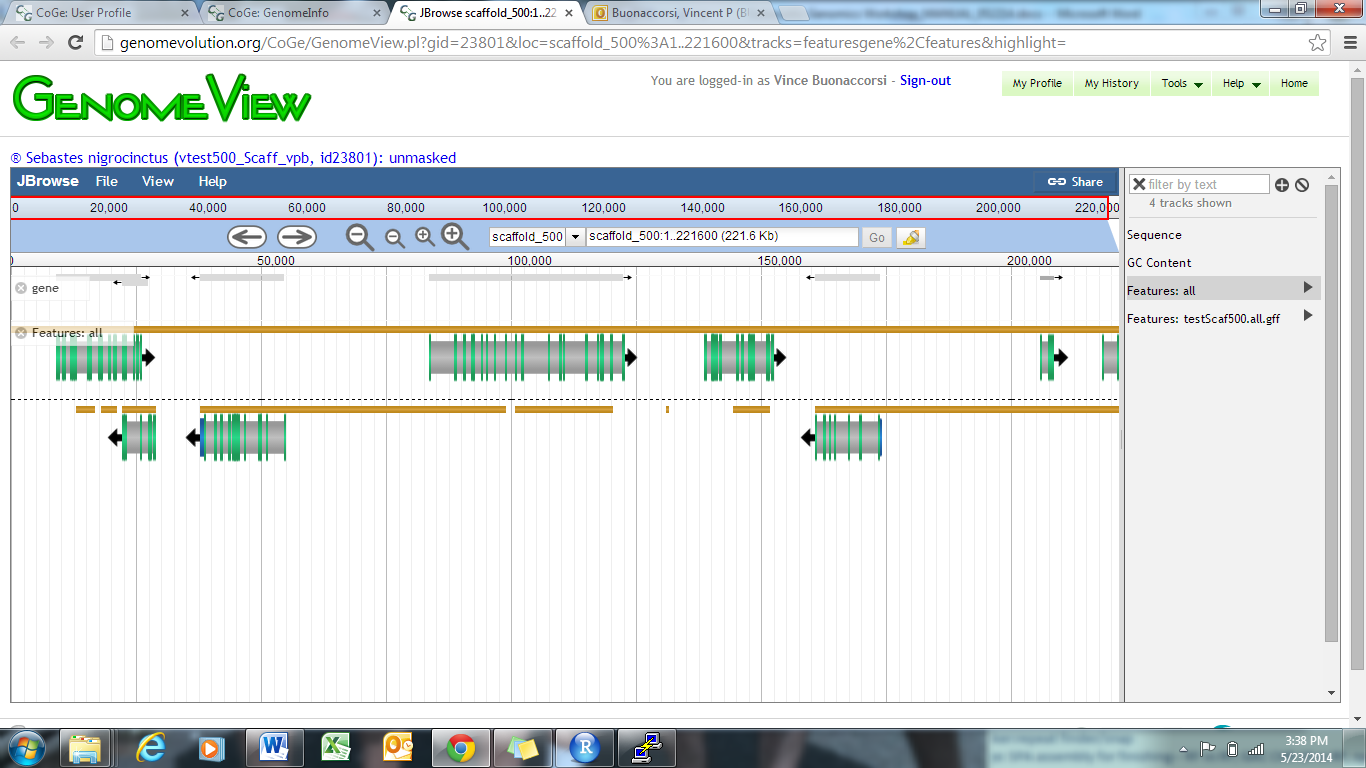 CoGe: User Profile
CoGe: GenomeInfo
JBrowse scaffold_500:1..22
Buonaccorsi, Vincent P (B
genomevolution.org/CoGe/GenomeView.pl?gid=23801&loc=scaffold_500%3A1..221600&tracks=featuresgene%2Cfeatures&highlight=
GENOMEVIEW
You are logged-in as Vince Buonaccorsi - Sign-out
My Profile My History Tools Help Home
® Sebastes nigrocinctus (vtest500_Scaff_vpb, id23801): unmasked
JBrowse File View Help Share
0 20,000 40,000 60,000 80,000 100,000 120,000 140,000 160,000 180,000 200,000 220,000
scaffold_500 scaffold_500:1..221600 (221.6 Kb) Go
50,000 100,000 150,000 200,000
gene
Features: all
filter by text
4 tracks shown
Sequence
GC Content
Features: all
Features: testScaf500.all.gff
3:38 PM
5/23/2014